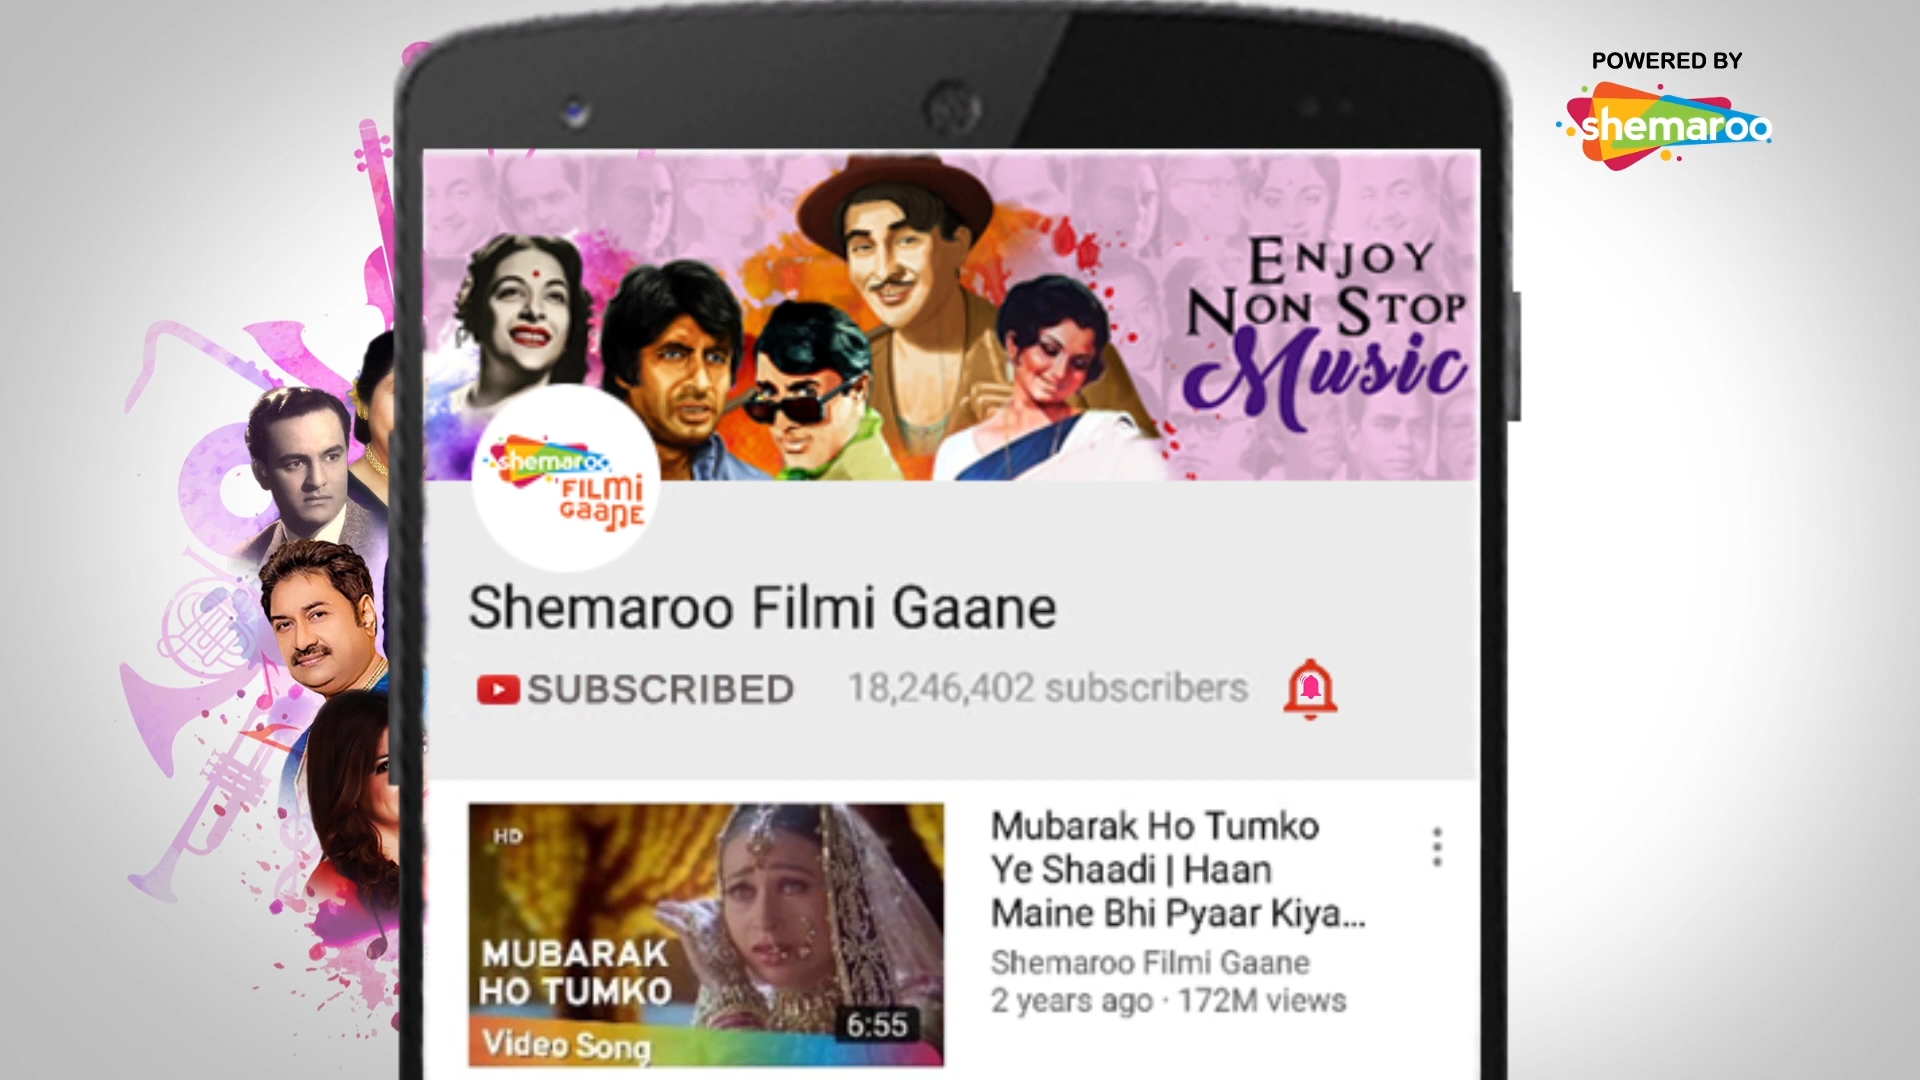 POWERED BY
shemaroo
ENJOY
NON STOP
Music
shemaroo
FILMI
GAANE
Shemaroo Filmi Gaane
SUBSCRIBED 18,246,402 subscribers
HD
MUBARAK
HO TUMKO
Video Song
6:55
Mubarak Ho Tumko
Ye Shaadi | Haan
Maine Bhi Pyaar Kiya...
Shemaroo Filmi Gaane
2 years ago · 172M views